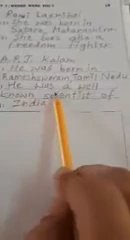 Rani Laxmibai
She was born in
Satara, Maharashtra.
She was also a
freedom fighter
A.P.J. Kalam
He was born in
Rameshwaram, Tamil Nadu
He was a well
known scientist of
India